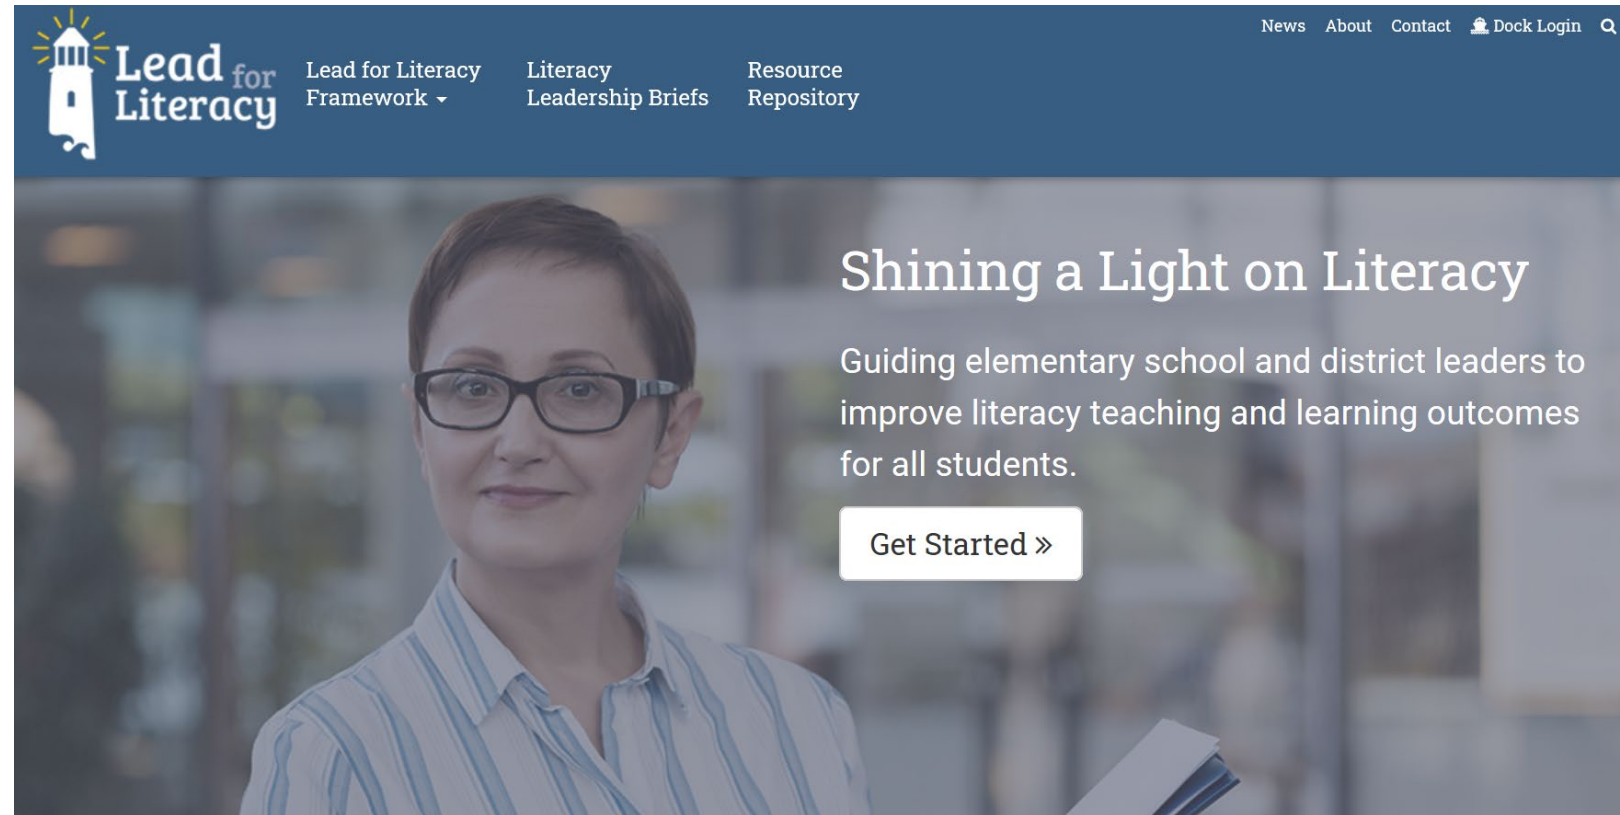 News About Contact Dock Login
Lead for
Literacy
Lead for Literacy
Framework
Literacy
Leadership Briefs
Resource
Repository
Shining a Light on Literacy
Guiding elementary school and district leaders to
improve literacy teaching and learning outcomes
for all students.
Get Started »